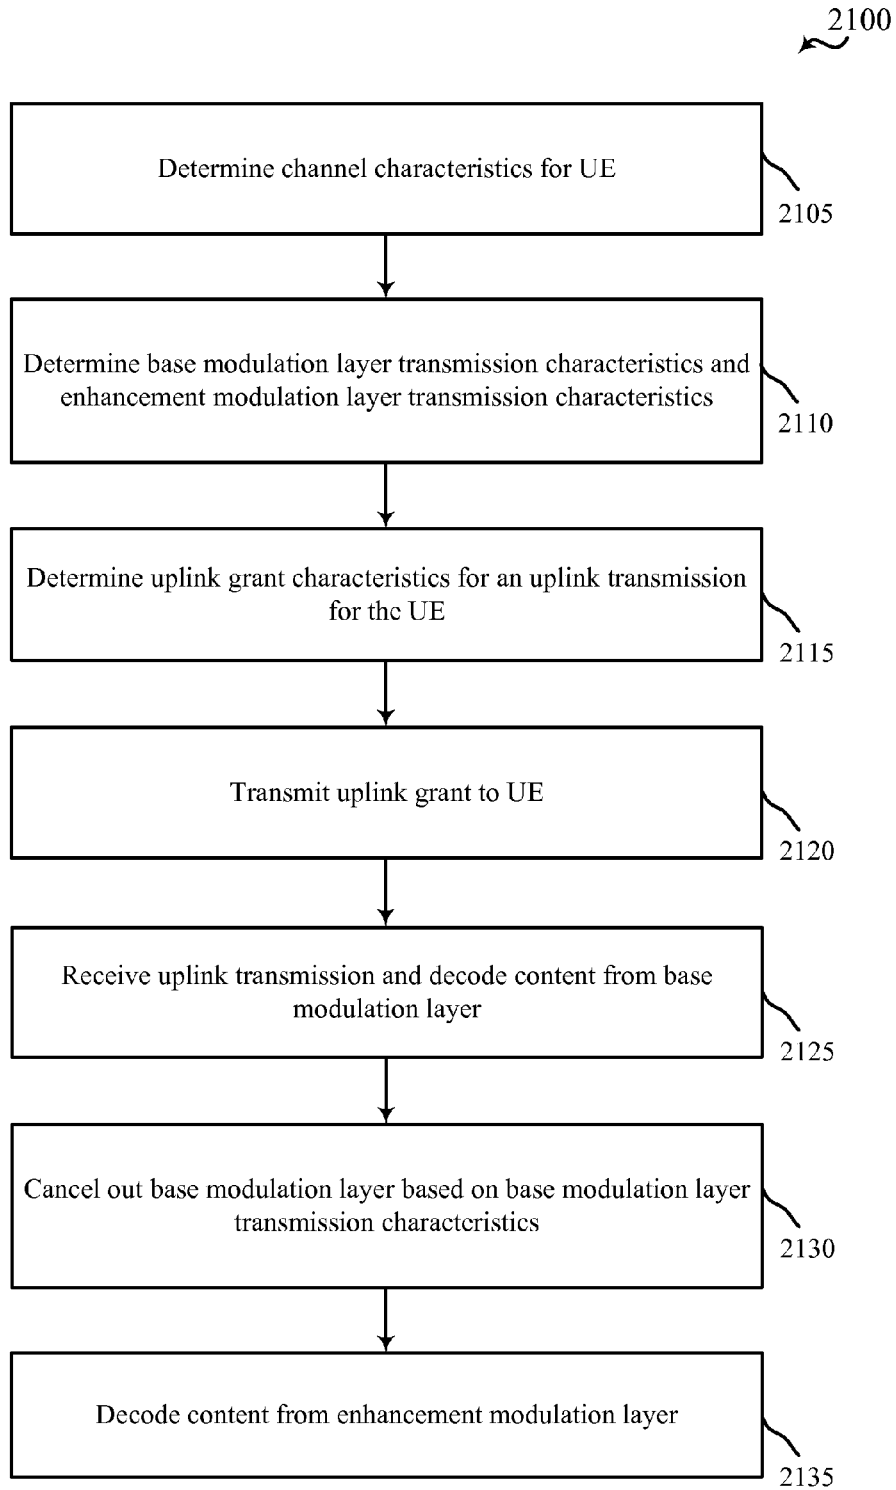 2100
Determine channel characteristics for UE
2105
Determine base modulation layer transmission characteristics and
enhancement modulation layer transmission characteristics
2110
Determine uplink grant characteristics for an uplink transmission
for the UE
2115
Transmit uplink grant to UE
2120
Receive uplink transmission and decode content from base
modulation layer
2125
Cancel out base modulation layer based on base modulation layer
transmission characteristics
2130
Decode content from enhancement modulation layer
2135